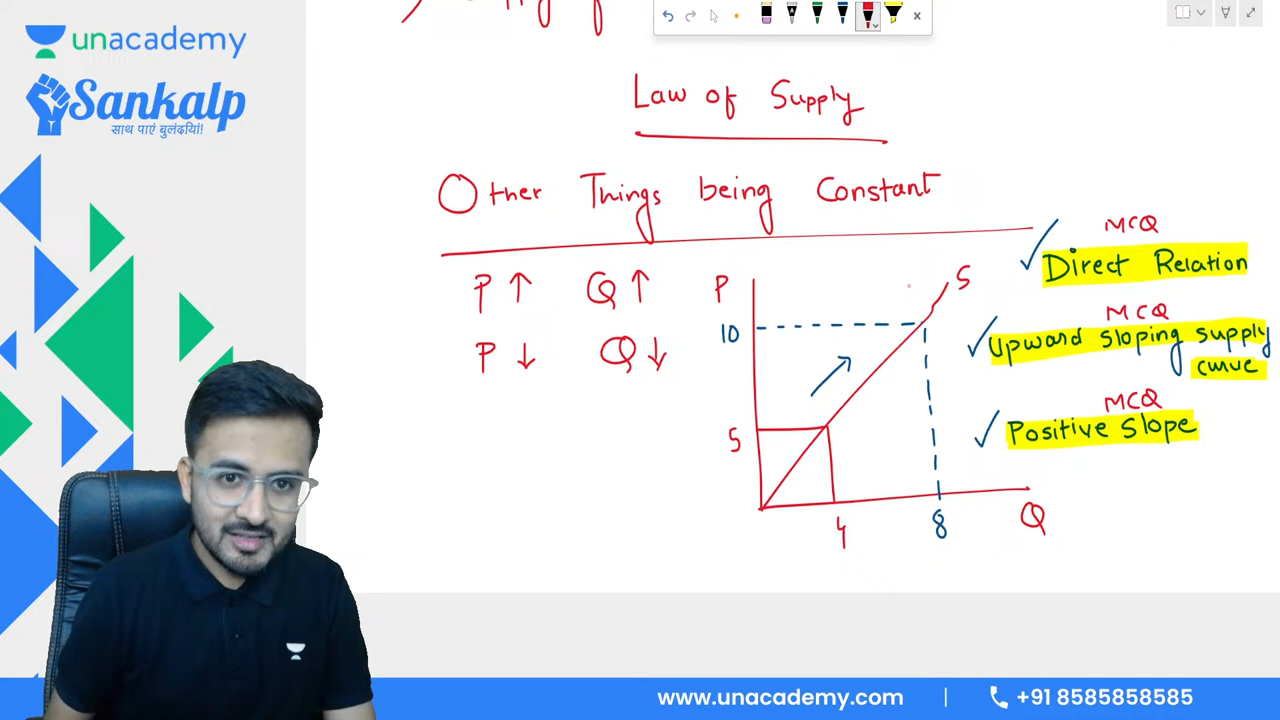 unacademy
Sankalp
साथ पाएं बुलंदियां!
Law of Supply
Other Things being Constant
P ↑ Q ↑
P ↓ Q ↓
P
10
5
4
8
Q
S
MCQ
✓ Direct Relation
MCQ
✓ Upward sloping supply
curve
MCQ
✓ Positive Slope
www.unacademy.com | +91 8585858585